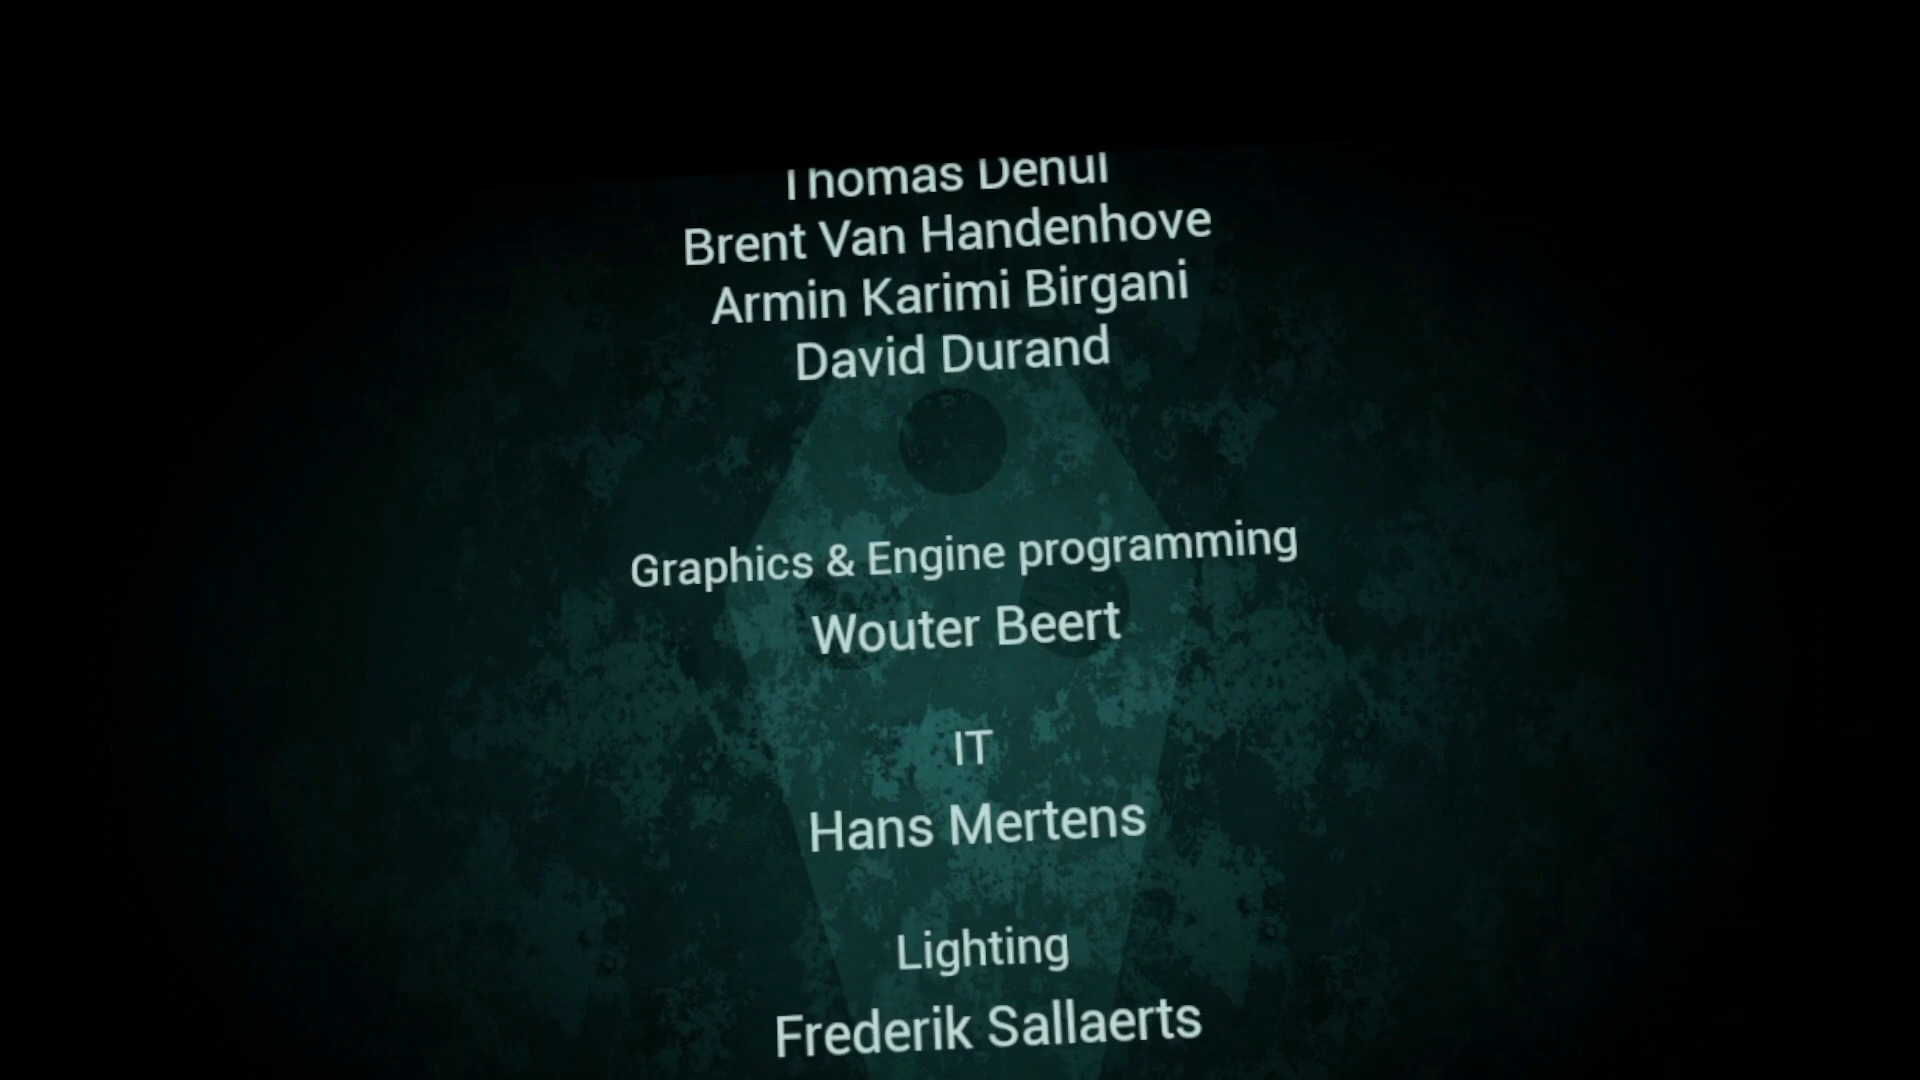 Thomas Denul
Brent Van Handenhove
Armin Karimi Birgani
David Durand
Graphics & Engine programming
Wouter Beert
IT
Hans Mertens
Lighting
Frederik Sallaerts